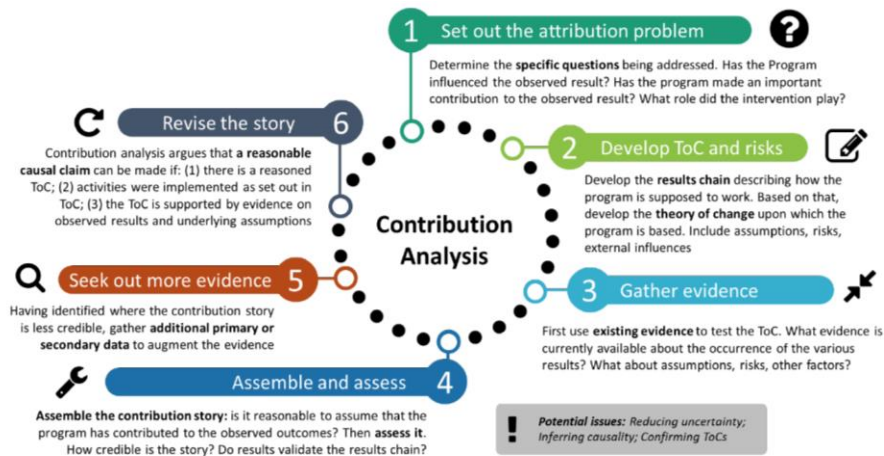 1 Set out the attribution problem
Determine the specific questions being addressed. Has the Program
influenced the observed result? Has the program made an important
contribution to the observed result? What role did the intervention play?
2 Develop ToC and risks
Develop the results chain describing how the
program is supposed to work. Based on that,
develop the theory of change upon which the
program is based. Include assumptions, risks,
external influences
3 Gather evidence
First use existing evidence to test the ToC. What evidence is
currently available about the occurrence of the various
results? What about assumptions, risks, other factors?
Assemble and assess 4
Assemble the contribution story: is it reasonable to assume that the
program has contributed to the observed outcomes? Then assess it.
How credible is the story? Do results validate the results chain?
Seek out more evidence 5
Having identified where the contribution story
is less credible, gather additional primary or
secondary data to augment the evidence
Revise the story 6
Contribution analysis argues that a reasonable
causal claim can be made if: (1) there is a reasoned
ToC; (2) activities were implemented as set out in
ToC; (3) the ToC is supported by evidence on
observed results and underlying assumptions
Contribution
Analysis
Potential issues: Reducing uncertainty;
Inferring causality; Confirming ToCs